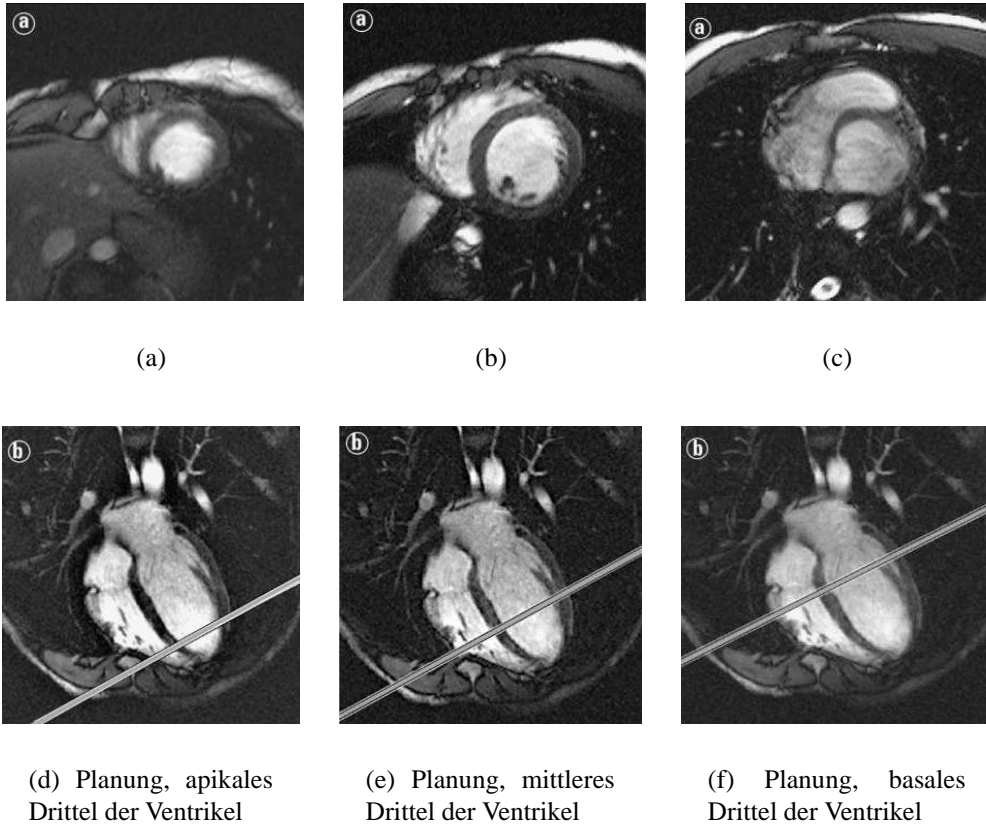 a a a
(a) (b) (c)
b b b
(d) Planung, apikales
Drittel der Ventrikel
(e) Planung, mittleres
Drittel der Ventrikel
(f) Planung, basales
Drittel der Ventrikel